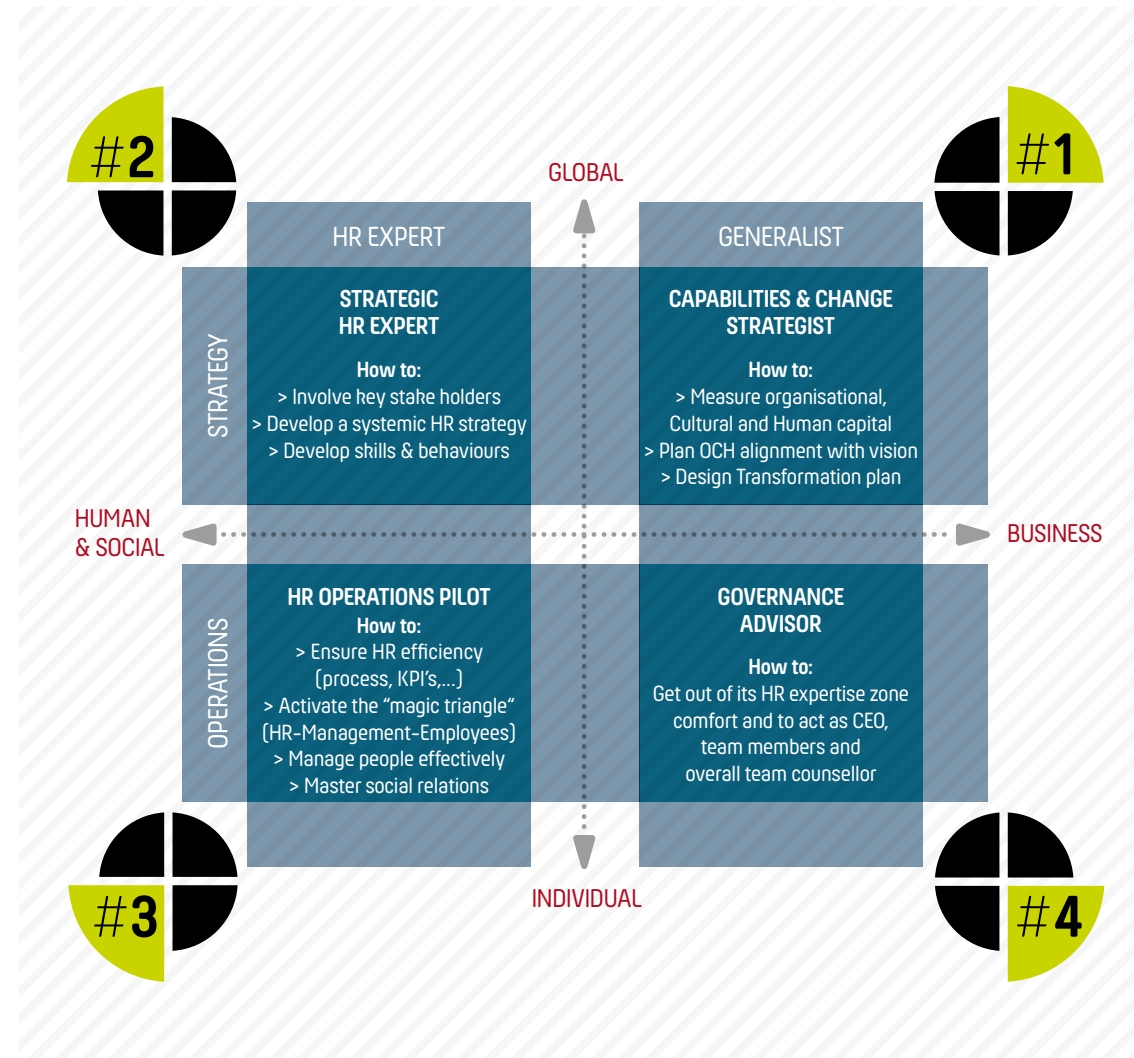 #2
#1
GLOBAL
HR EXPERT
GENERALIST
STRATEGY
STRATEGIC
HR EXPERT
How to:
> Involve key stake holders
> Develop a systemic HR strategy
> Develop skills & behaviours
CAPABILITIES & CHANGE
STRATEGIST
How to:
> Measure organisational,
Cultural and Human capital
> Plan OCH alignment with vision
> Design Transformation plan
HUMAN
& SOCIAL
BUSINESS
OPERATIONS
HR OPERATIONS PILOT
How to:
> Ensure HR efficiency
(process, KPI's,...)
> Activate the “magic triangle“
(HR-Management-Employees)
> Manage people effectively
> Master social relations
GOVERNANCE
ADVISOR
How to:
Get out of its HR expertise zone
comfort and to act as CEO,
team members and
overall team counsellor
INDIVIDUAL
#3
#4